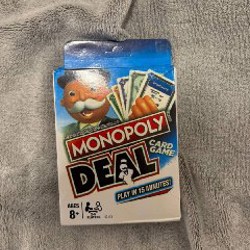 MONOPOLY
DEAL
CARD
GAME
PLAY IN 15 MINUTES!
AGES
8+